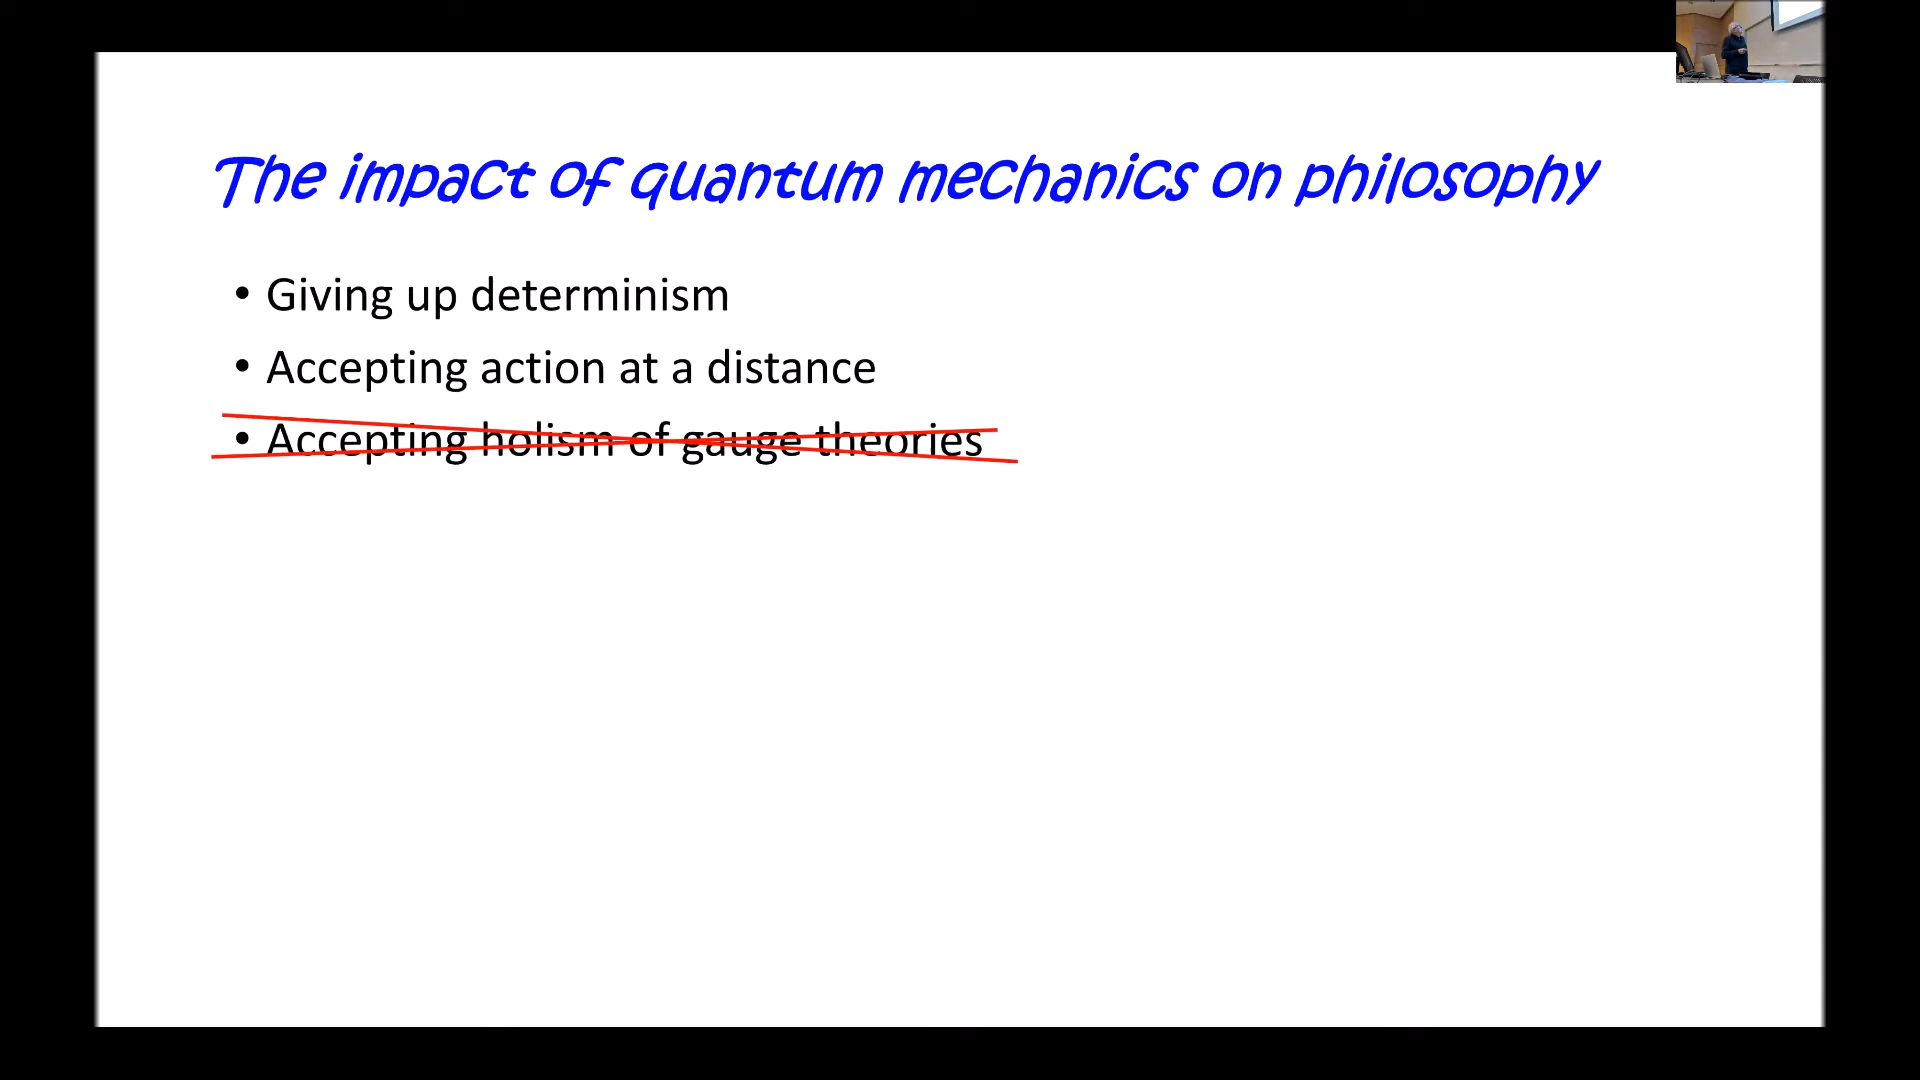 The impact of quantum mechanics on philosophy
• Giving up determinism
• Accepting action at a distance
• Accepting holism of gauge theories